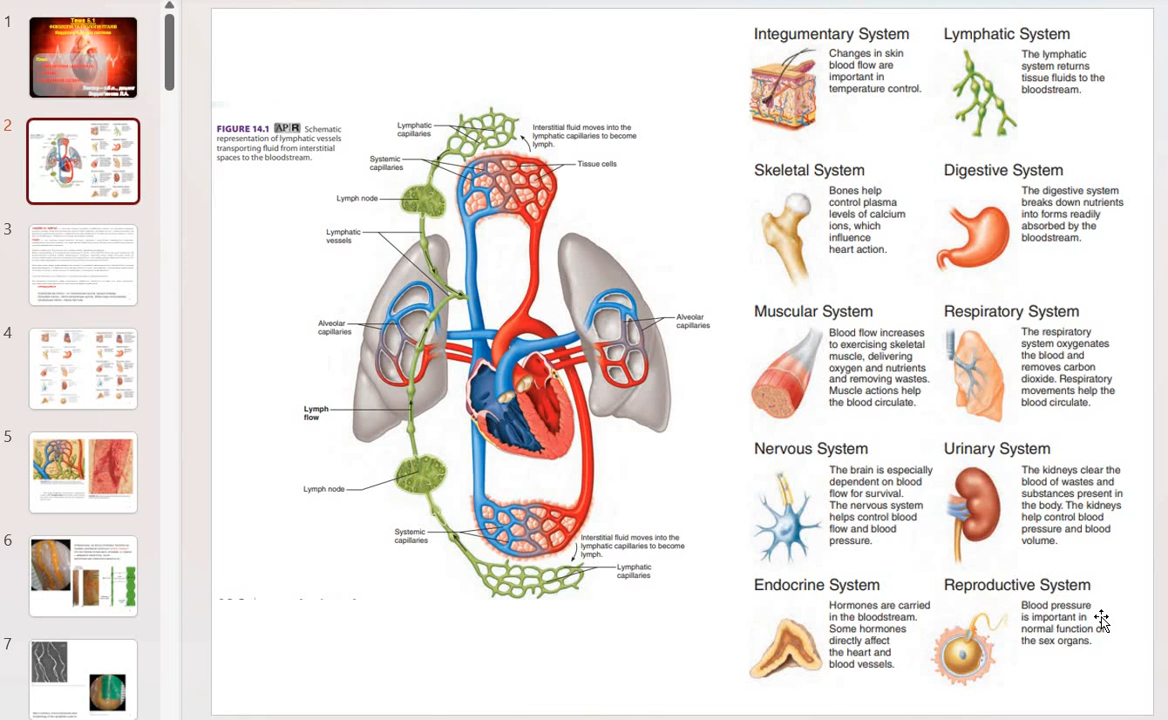 1
Тема 5.1
2
3
4
5
6
7
FIGURE 14.1 AP|R Schematic
representation of lymphatic vessels
transporting fluid from interstitial
spaces to the bloodstream.
Lymphatic
capillaries
Interstitial fluid moves into the
lymphatic capillaries to become
lymph.
Systemic
capillaries
Tissue cells
Lymph node
Lymphatic
vessels
Alveolar
capillaries
Alveolar
capillaries
Lymph
flow
Lymph node
Systemic
capillaries
Interstitial fluid moves into the
lymphatic capillaries to become
lymph.
Lymphatic
capillaries
Integumentary System
Changes in skin
blood flow are
important in
temperature control.
Lymphatic System
The lymphatic
system returns
tissue fluids to the
bloodstream.
Skeletal System
Bones help
control plasma
levels of calcium
ions, which
influence
heart action.
Digestive System
The digestive system
breaks down nutrients
into forms readily
absorbed by the
bloodstream.
Muscular System
Blood flow increases
to exercising skeletal
muscle, delivering
oxygen and nutrients
and removing wastes.
Muscle actions help
the blood circulate.
Respiratory System
The respiratory
system oxygenates
the blood and
removes carbon
dioxide. Respiratory
movements help the
blood circulate.
Nervous System
The brain is especially
dependent on blood
flow for survival.
The nervous system
helps control blood
flow and blood
pressure.
Urinary System
The kidneys clear the
blood of wastes and
substances present in
the body. The kidneys
help control blood
pressure and blood
volume.
Endocrine System
Hormones are carried
in the bloodstream.
Some hormones
directly affect
the heart and
blood vessels.
Reproductive System
Blood pressure
is important in
normal function of
the sex organs.